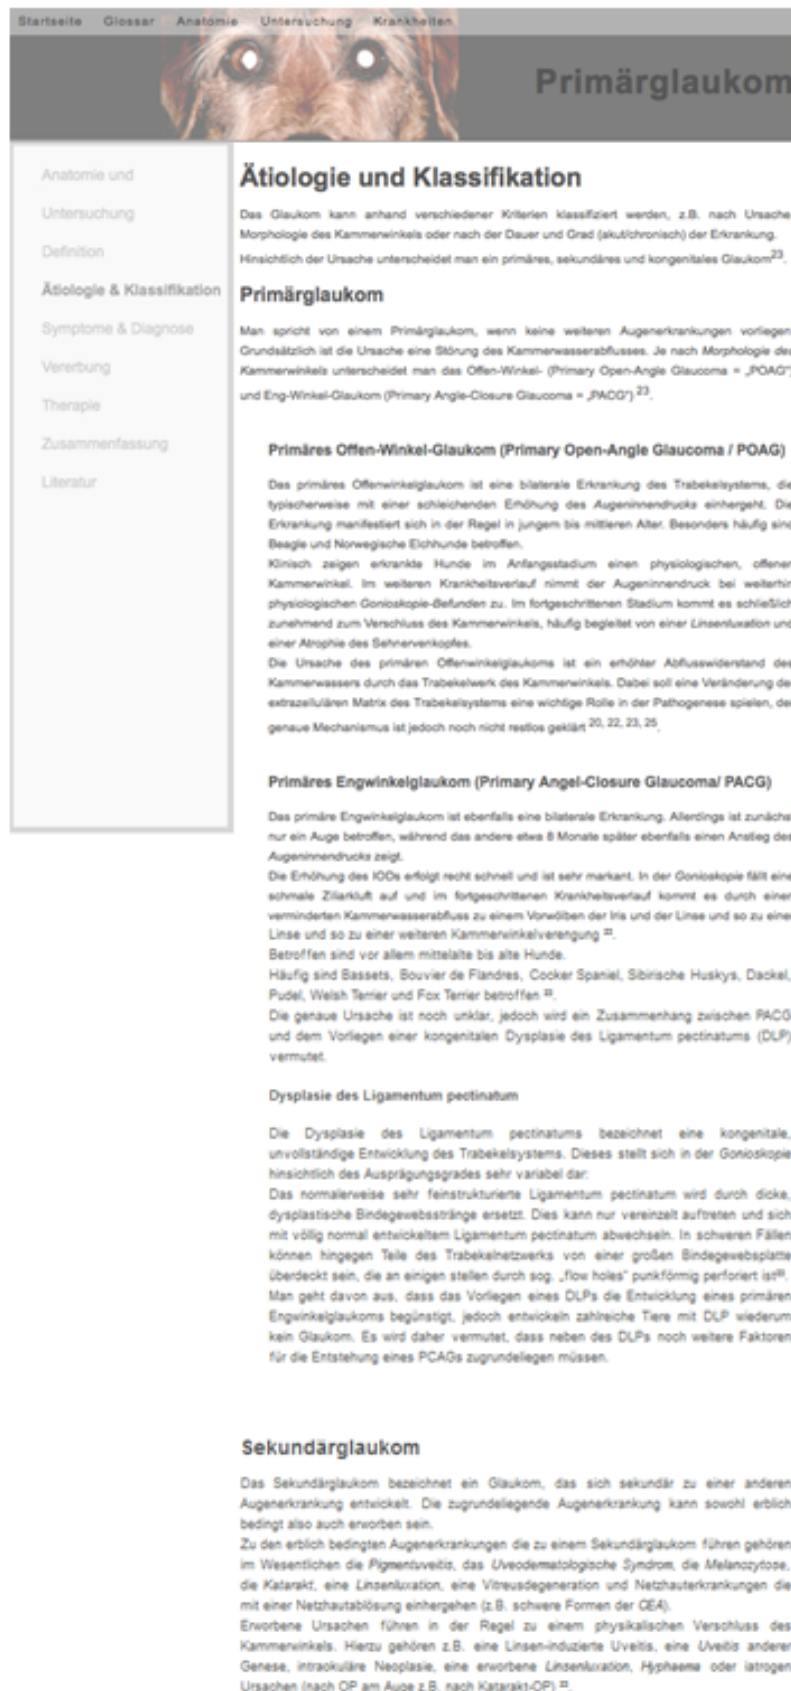 Startseite Glossar Anatomie Untersuchung Krankheiten
Primärglaukom
Anatomie und
Untersuchung
Definition
Ätiologie & Klassifikation
Symptome & Diagnose
Vererbung
Therapie
Zusammenfassung
Literatur
Ätiologie und Klassifikation
Das Glaukom kann anhand verschiedener Kriterien klassifiziert werden, z.B. nach Ursache
Morphologie des Kammerwinkels oder nach der Dauer und Grad (akut/chronisch) der Erkrankung.
Hinsichtlich der Ursache unterscheidet man ein primäres, sekundäres und kongenitales Glaukom23.
Primärglaukom
Man spricht von einem Primärglaukom, wenn keine weiteren Augenerkrankungen vorliegen
Grundsätzlich ist die Ursache eine Störung des Kammerwasserabflusses. Je nach Morphologie des
Kammerwinkels unterscheidet man das Offen-Winkel- (Primary Open-Angle Glaucoma = „POAG")
und Eng-Winkel-Glaukom (Primary Angle-Closure Glaucoma = „PACG") 23.
Primäres Offen-Winkel-Glaukom (Primary Open-Angle Glaucoma / POAG)
Das primäres Offenwinkelglaukom ist eine bilaterale Erkrankung des Trabekelsystems, die
typischerweise mit einer schleichenden Erhöhung des Augeninnendrucks einhergeht. Die
Erkrankung manifestiert sich in der Regel in jungem bis mittleren Alter. Besonders häufig sind
Beagle und Norwegische Elchhunde betroffen.
Klinisch zeigen erkrankte Hunde im Anfangsstadium einen physiologischen, offenen
Kammerwinkel. Im weiteren Krankheitsverlauf nimmt der Augeninnendruck bei weiterhin
physiologischen Gonioskopie-Befunden zu. Im fortgeschrittenen Stadium kommt es schließlich
zunehmend zum Verschluss des Kammerwinkels, häufig begleitet von einer Linsenluxation und
einer Atrophie des Sehnervenkopfes.
Die Ursache des primären Offenwinkelglaukoms ist ein erhöhter Abflusswiderstand des
Kammerwassers durch das Trabekelwerk des Kammerwinkels. Dabei soll eine Veränderung der
extrazellulären Matrix des Trabekelsystems eine wichtige Rolle in der Pathogenese spielen, der
genaue Mechanismus ist jedoch noch nicht restlos geklärt 20, 22, 23, 25.
Primäres Engwinkelglaukom (Primary Angel-Closure Glaucoma/ PACG)
Das primäre Engwinkelglaukom ist ebenfalls eine bilaterale Erkrankung. Allerdings ist zunächst
nur ein Auge betroffen, während das andere etwa 8 Monate später ebenfalls einen Anstieg des
Augeninnendrucks zeigt.
Die Erhöhung des IODs erfolgt recht schnell und ist sehr markant. In der Gonioskopie fällt eine
schmale Ziliarkluft auf und im fortgeschrittenen Krankheitsverlauf kommt es durch einen
verminderten Kammerwasserabfluss zu einem Vorwölben der Iris und der Linse und so zu einer
Linse und so zu einer weiteren Kammerwinkelverengung
Betroffen sind vor allem mittelalte bis alte Hunde.
Häufig sind Bassets, Bouvier de Flandres, Cocker Spaniel, Sibirische Huskys, Dackel,
Pudel, Welsh Terrier und Fox Terrier betroffen
Die genaue Ursache ist noch unklar, jedoch wird ein Zusammenhang zwischen PACG
und dem Vorliegen einer kongenitalen Dysplasie des Ligamentum pectinatums (DLP)
vermutet.
Dysplasie des Ligamentum pectinatum
Die Dysplasie des Ligamentum pectinatums bezeichnet eine kongenitale,
unvollständige Entwicklung des Trabekelsystems. Dieses stellt sich in der Gonioskopie
hinsichtlich des Ausprägungsgrades sehr variabel dar:
Das normalerweise sehr feinstrukturierte Ligamentum pectinatum wird durch dicke,
dysplastische Bindegewebsstränge ersetzt. Dies kann nur vereinzelt auftreten und sich
mit völlig normal entwickeltem Ligamentum pectinatum abwechseln. In schweren Fällen
können hingegen Teile des Trabekelnetzwerks von einer großen Bindegewebsplatte
überdeckt sein, die an einigen stellen durch sog. „flow holes" punkförmig perforiert ist
Man geht davon aus, dass das Vorliegen eines DLPs die Entwicklung eines primären
Engwinkelglaukoms begünstigt, jedoch entwickeln zahlreiche Tiere mit DLP wiederum
kein Glaukom. Es wird daher vermutet, dass neben des DLPs noch weitere Faktoren
für die Entstehung eines PCAGs zugrundeliegen müssen.
Sekundärglaukom
Das Sekundärglaukom bezeichnet ein Glaukom, das sich sekundär zu einer anderen
Augenerkrankung entwickelt. Die zugrundeliegende Augenerkrankung kann sowohl erblich
bedingt also auch erworben sein.
Zu den erblich bedingten Augenerkrankungen die zu einem Sekundärglaukom führen gehören
im Wesentlichen die Pigmentuveitis, das Uveodermatologische Syndrom, die Melanozytose,
die Katarakt, eine Linsenluxation, eine Vitreusdegeneration und Netzhauterkrankungen die
mit einer Netzhautablösung einhergehen (z.B. schwere Formen der CEA).
Erworbene Ursachen führen in der Regel zu einem physikalischen Verschluss des
Kammerwinkels. Hierzu gehören z.B. eine Linsen-induzierte Uveitis, eine Uveitis anderer
Genese, intraokuläre Neoplasie, eine erworbene Linsenluxation, Hyphaema oder iatrogen
Ursachen (nach OP am Auge z.B. nach Katarakt-OP)